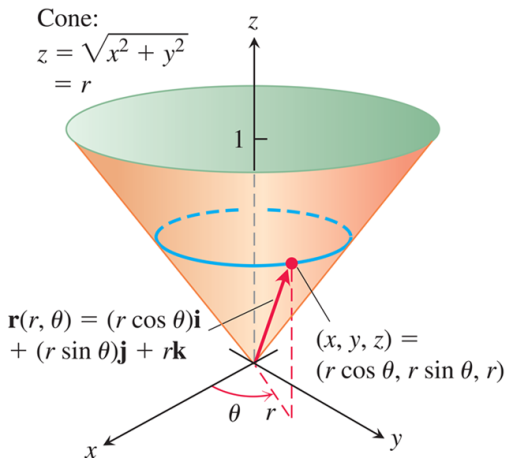 Cone:
z = √x² + y²
= r
z
1
r(r, θ) = (r cos θ)i
+ (r sin θ)j + rk
(x, y, z) =
(r cos θ, r sin θ, r)
θ
r
x
y